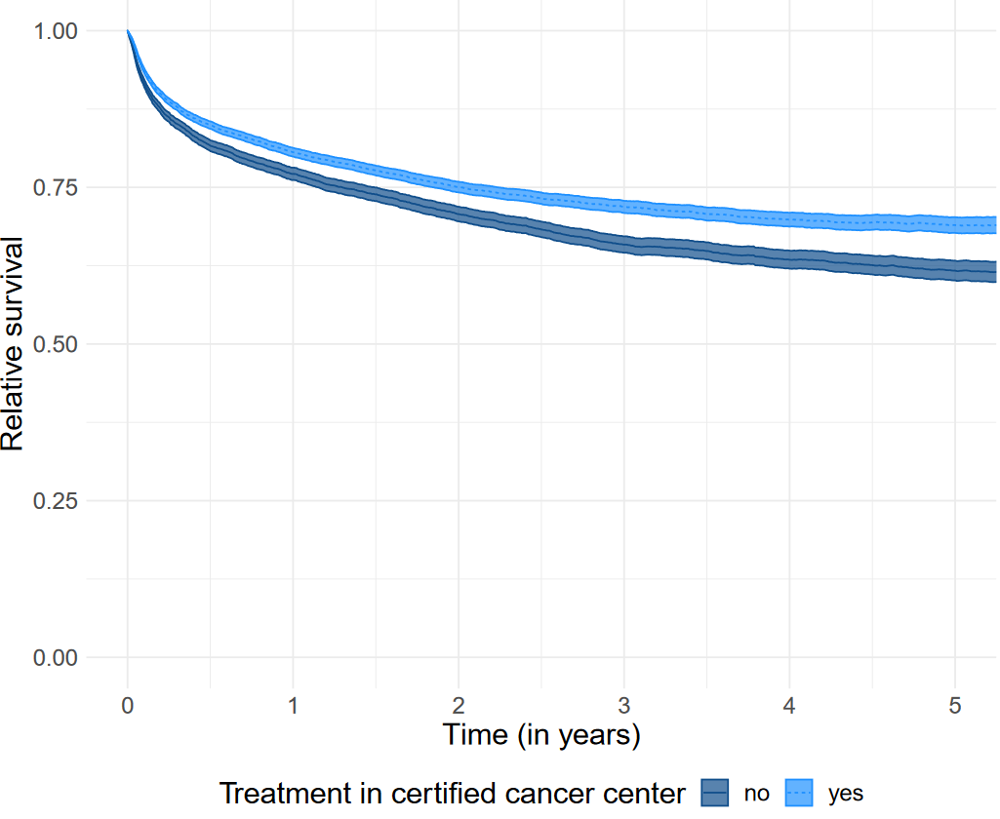 Relative survival
1.00
0.75
0.50
0.25
0.00
0 1 2 3 4 5
Time (in years)
Treatment in certified cancer center no yes